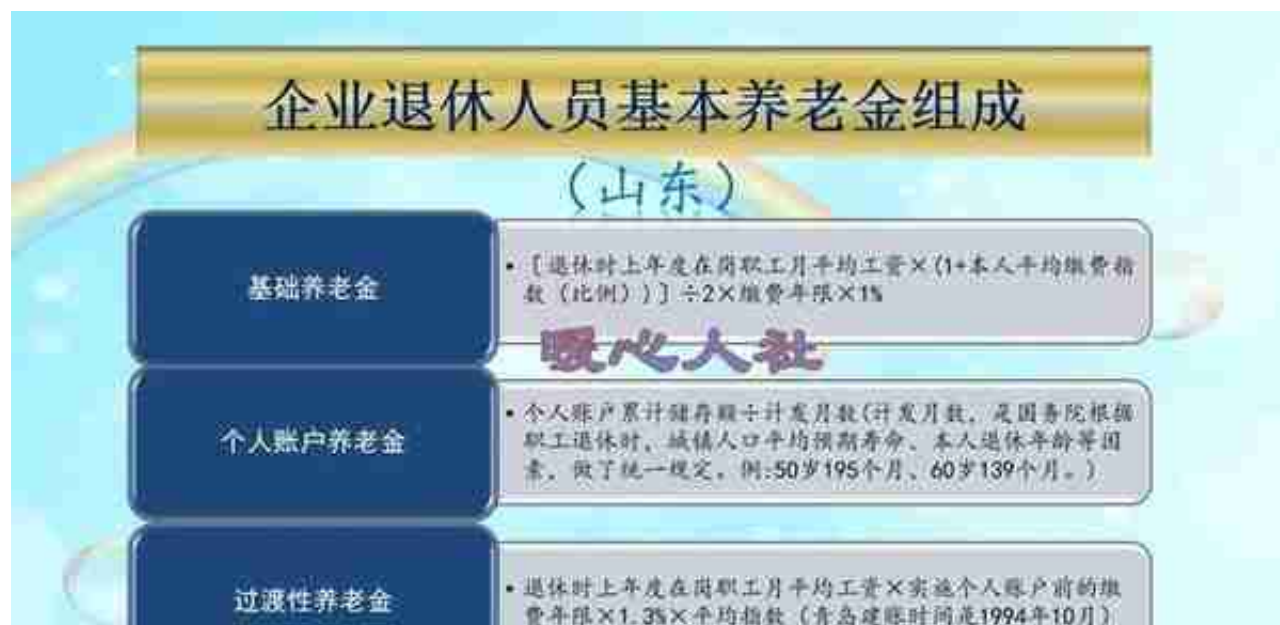 企业退休人员基本养老金组成
（山东）
基础养老金
•［退休时上年度在岗职工月平均工资×(1+本人平均缴费指
数（比例））］÷2×缴费年限×1%
暖心人社
个人账户养老金
•个人账户累计储存额÷计发月数(计发月数，是国务院根据
职工退休时，城镇人口平均预期寿命、本人退休年龄等因
素，做了统一规定。例:50岁195个月、60岁139个月。)
过渡性养老金
•退休时上年度在岗职工月平均工资×实施个人账户前的缴
费年限×1.3%×平均指数（青岛建账时间是1994年10月）